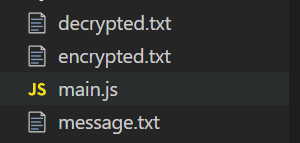 decrypted.txt
encrypted.txt
JS main.js
message.txt